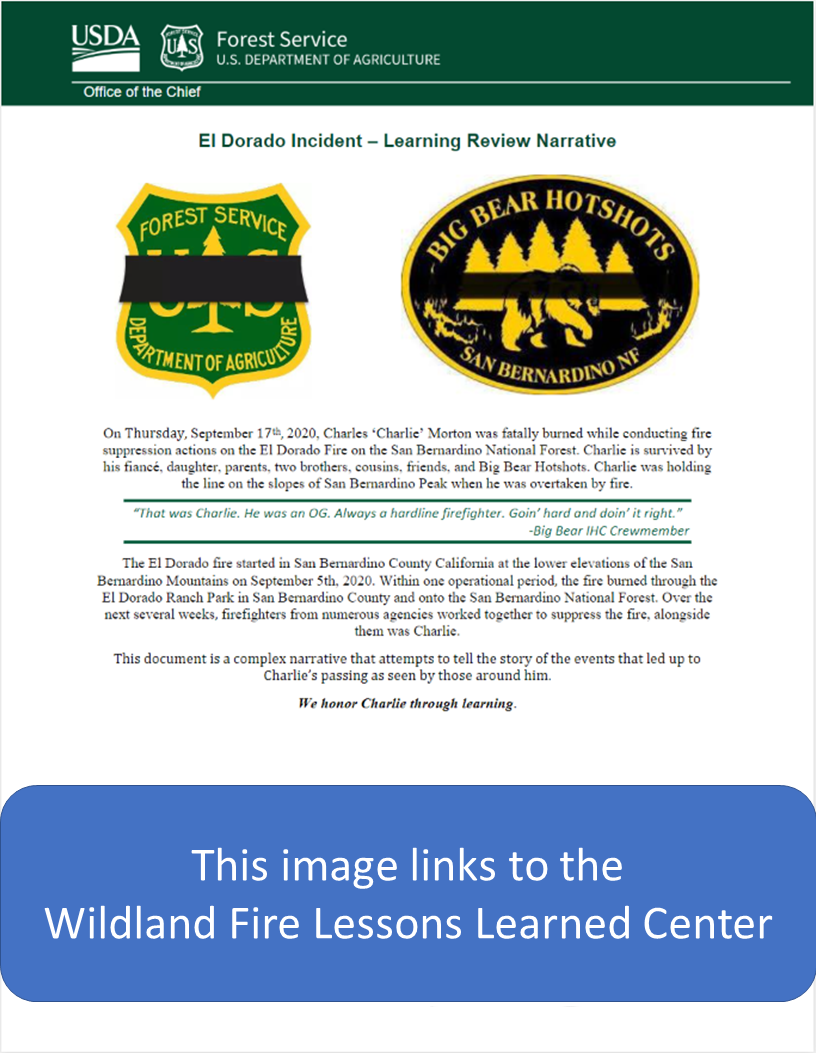 USDA
FOREST SERVICE
U S
DEPARTMENT OF AGRICULTURE
Forest Service
U.S. DEPARTMENT OF AGRICULTURE
Office of the Chief
El Dorado Incident – Learning Review Narrative
FOREST SERVICE
U S
DEPARTMENT OF AGRICULTURE
BIG BEAR HOTSHOTS
SAN BERNARDINO NF
On Thursday, September 17th, 2020, Charles ‘Charlie’ Morton was fatally burned while conducting fire
suppression actions on the El Dorado Fire on the San Bernardino National Forest. Charlie is survived by
his fiancé, daughter, parents, two brothers, cousins, friends, and Big Bear Hotshots. Charlie was holding
the line on the slopes of San Bernardino Peak when he was overtaken by fire.
“That was Charlie. He was an OG. Always a hardline firefighter. Goin’ hard and doin’ it right.”
-Big Bear IHC Crewmember
The El Dorado fire started in San Bernardino County California at the lower elevations of the San
Bernardino Mountains on September 5th, 2020. Within one operational period, the fire burned through the
El Dorado Ranch Park in San Bernardino County and onto the San Bernardino National Forest. Over the
next several weeks, firefighters from numerous agencies worked together to suppress the fire, alongside
them was Charlie.
This document is a complex narrative that attempts to tell the story of the events that led up to
Charlie’s passing as seen by those around him.
We honor Charlie through learning.
This image links to the
Wildland Fire Lessons Learned Center